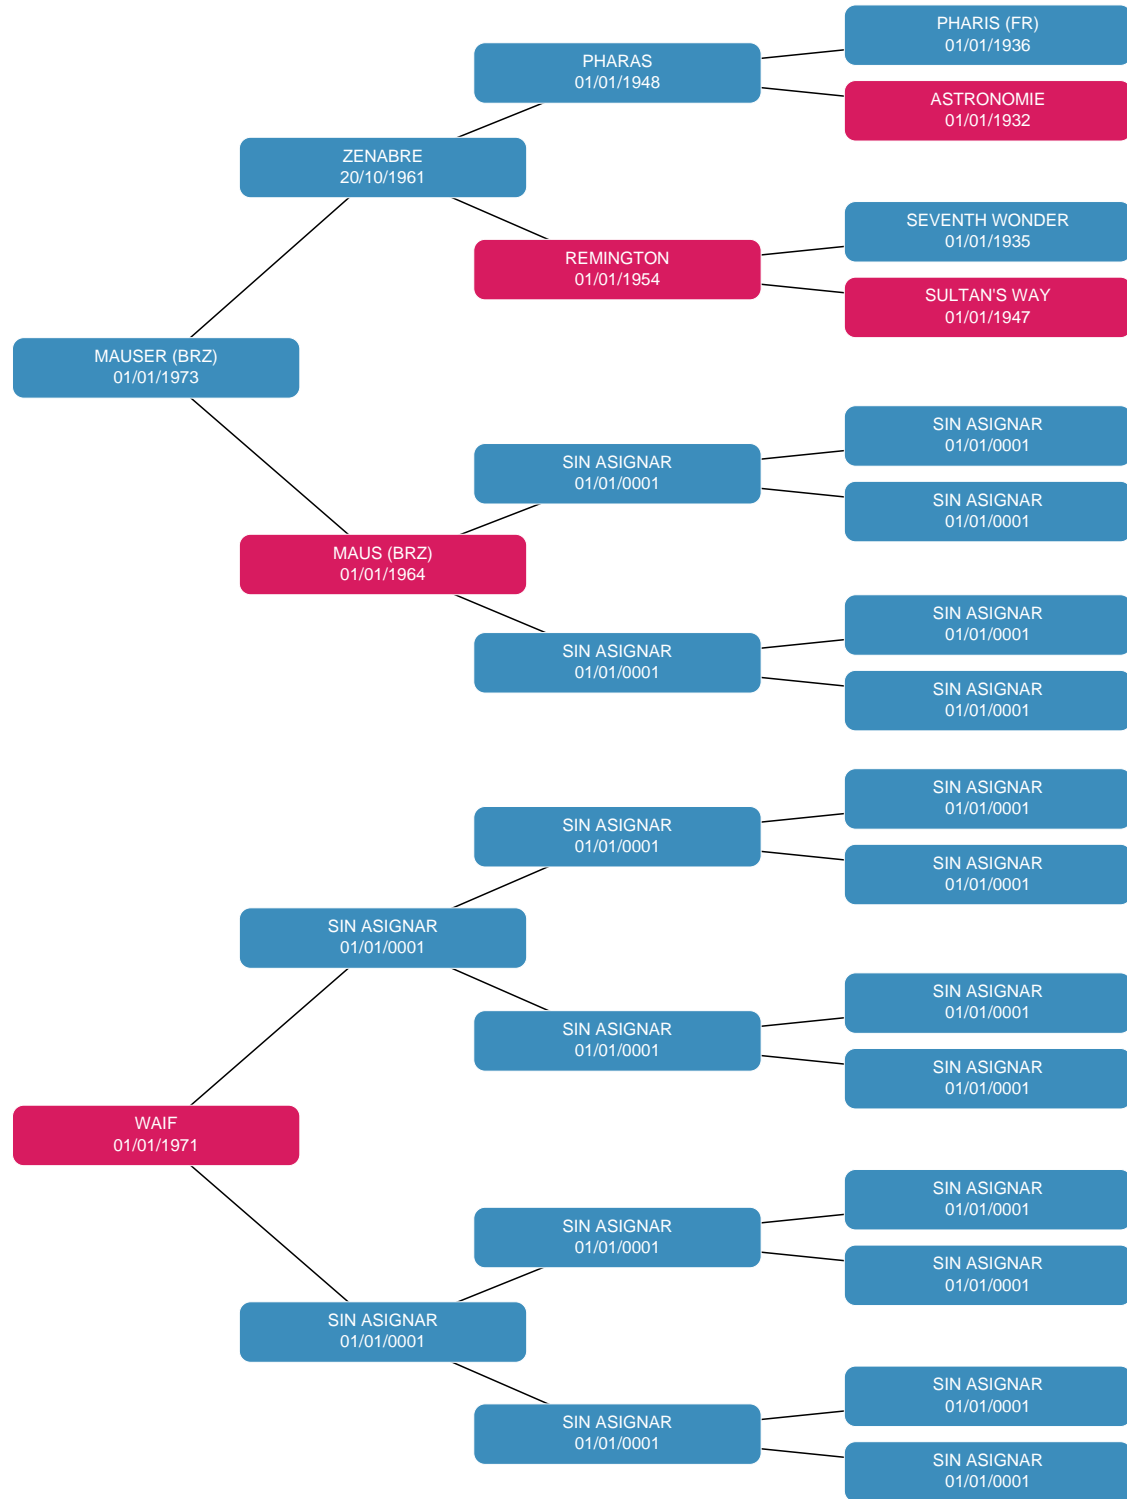 PHARIS (FR)
01/01/1936
PHARAS
01/01/1948
ASTRONOMIE
01/01/1932
ZENABRE
20/10/1961
SEVENTH WONDER
01/01/1935
REMINGTON
01/01/1954
SULTAN'S WAY
01/01/1947
MAUSER (BRZ)
01/01/1973
SIN ASIGNAR
01/01/0001
SIN ASIGNAR
01/01/0001
SIN ASIGNAR
01/01/0001
MAUS (BRZ)
01/01/1964
SIN ASIGNAR
01/01/0001
SIN ASIGNAR
01/01/0001
SIN ASIGNAR
01/01/0001
SIN ASIGNAR
01/01/0001
SIN ASIGNAR
01/01/0001
SIN ASIGNAR
01/01/0001
SIN ASIGNAR
01/01/0001
SIN ASIGNAR
01/01/0001
SIN ASIGNAR
01/01/0001
SIN ASIGNAR
01/01/0001
WAIF
01/01/1971
SIN ASIGNAR
01/01/0001
SIN ASIGNAR
01/01/0001
SIN ASIGNAR
01/01/0001
SIN ASIGNAR
01/01/0001
SIN ASIGNAR
01/01/0001
SIN ASIGNAR
01/01/0001
SIN ASIGNAR
01/01/0001